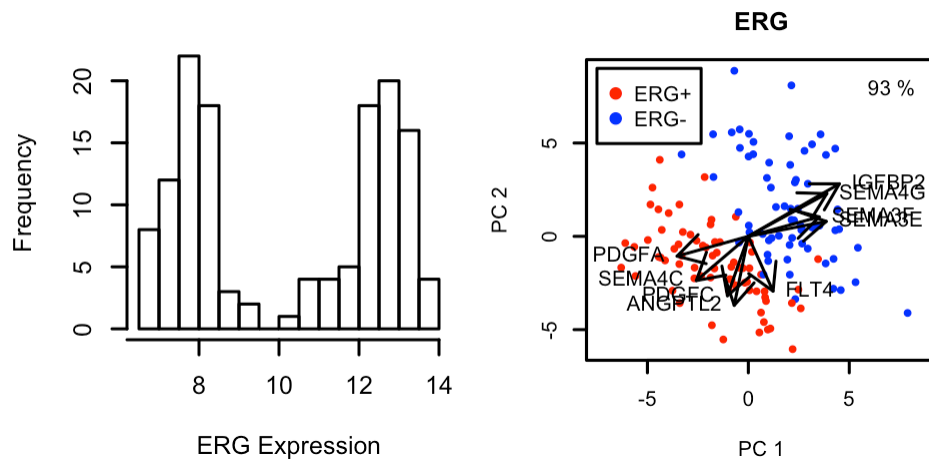 Frequency
0
5
10
15
20
8
10
12
14
ERG Expression
ERG
ERG+
ERG-
93 %
PC 2
-5
0
5
IGFBP2
SEMA4G
SEMA3F
SEMA3E
PDGFA
SEMA4C
PDGFC
ANGPTL2
FLT4
-5
0
5
PC 1